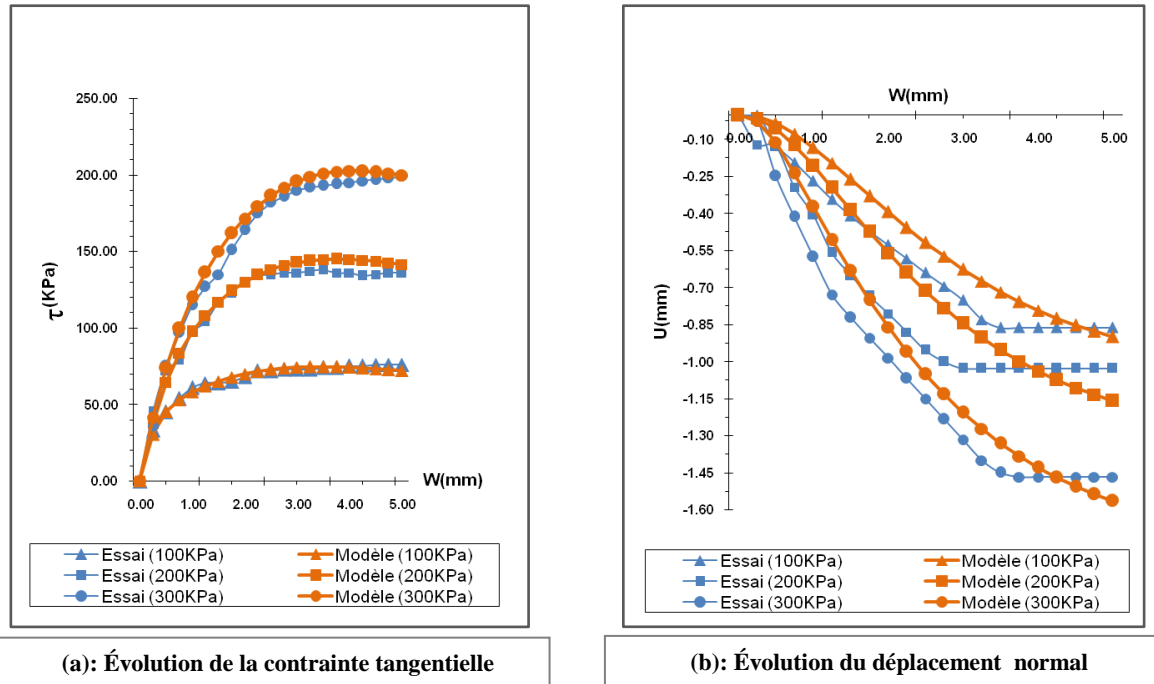 τ(KPa)
250.00
200.00
150.00
100.00
50.00
0.00
0.00 1.00 2.00 3.00 4.00 5.00
W(mm)
Essai (100KPa) Modèle (100KPa)
Essai (200KPa) Modèle (200KPa)
Essai (300KPa) Modèle (300KPa)
(a): Évolution de la contrainte tangentielle
W(mm)
0.00 1.00 2.00 3.00 4.00 5.00
U(mm)
-0.10
-0.25
-0.40
-0.55
-0.70
-0.85
-1.00
-1.15
-1.30
-1.45
-1.60
Essai (100KPa) Modèle (100KPa)
Essai (200KPa) Modèle (200KPa)
Essai (300KPa) Modèle (300KPa)
(b): Évolution du déplacement normal